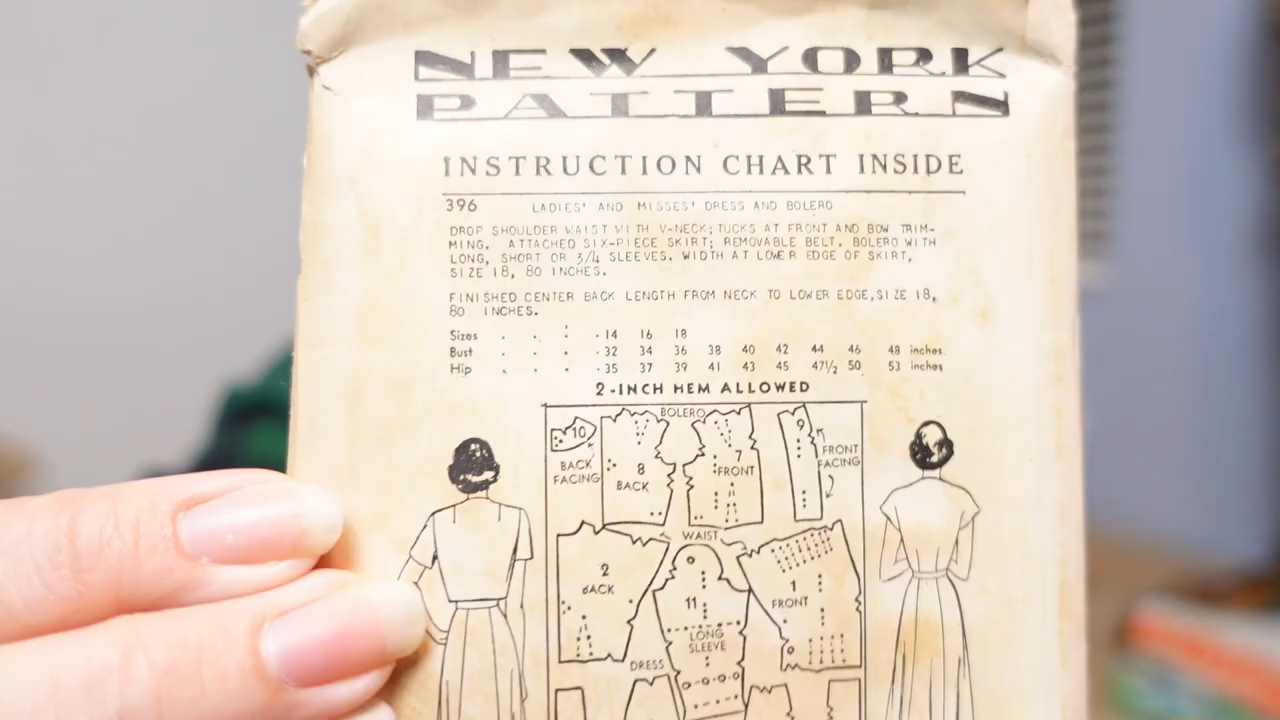 NEW YORK
PATTERN
INSTRUCTION CHART INSIDE
396 LADIES' AND MISSES' DRESS AND BOLERO
DROP SHOULDER WAIST WITH V-NECK; TUCKS AT FRONT AND BOW TRIM-
MING. ATTACHED SIX-PIECE SKIRT; REMOVABLE BELT. BOLERO WITH
LONG, SHORT OR 3/4 SLEEVES. WIDTH AT LOWER EDGE OF SKIRT,
SIZE 18, 80 INCHES.
FINISHED CENTER BACK LENGTH FROM NECK TO LOWER EDGE, SIZE 18,
80 INCHES.
Sizes . . : . 14 16 18
Bust . . . . 32 34 36 38 40 42 44 46 48 inches
Hip . . . . 35 37 39 41 43 45 47½ 50 53 inches
2-INCH HEM ALLOWED
BOLERO
10
BACK
FACING
8
BACK
7
FRONT
9
FRONT
FACING
WAIST
2
BACK
11
LONG
SLEEVE
1
FRONT
DRESS